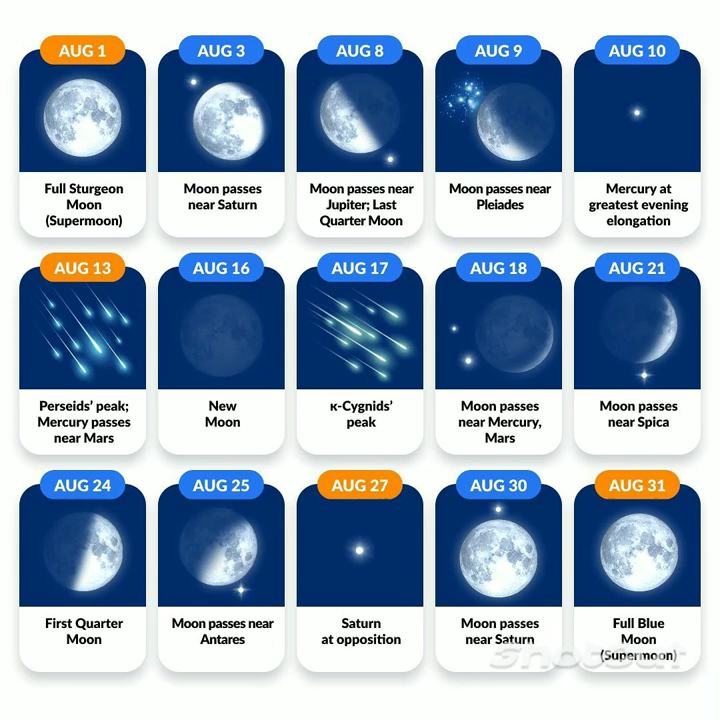 AUG 1
Full Sturgeon
Moon
(Supermoon)
AUG 3
Moon passes
near Saturn
AUG 8
Moon passes near
Jupiter; Last
Quarter Moon
AUG 9
Moon passes near
Pleiades
AUG 10
Mercury at
greatest evening
elongation
AUG 13
Perseids’ peak;
Mercury passes
near Mars
AUG 16
New
Moon
AUG 17
κ-Cygnids’
peak
AUG 18
Moon passes
near Mercury,
Mars
AUG 21
Moon passes
near Spica
AUG 24
First Quarter
Moon
AUG 25
Moon passes near
Antares
AUG 27
Saturn
at opposition
AUG 30
Moon passes
near Saturn
AUG 31
Full Blue
Moon
(Supermoon)